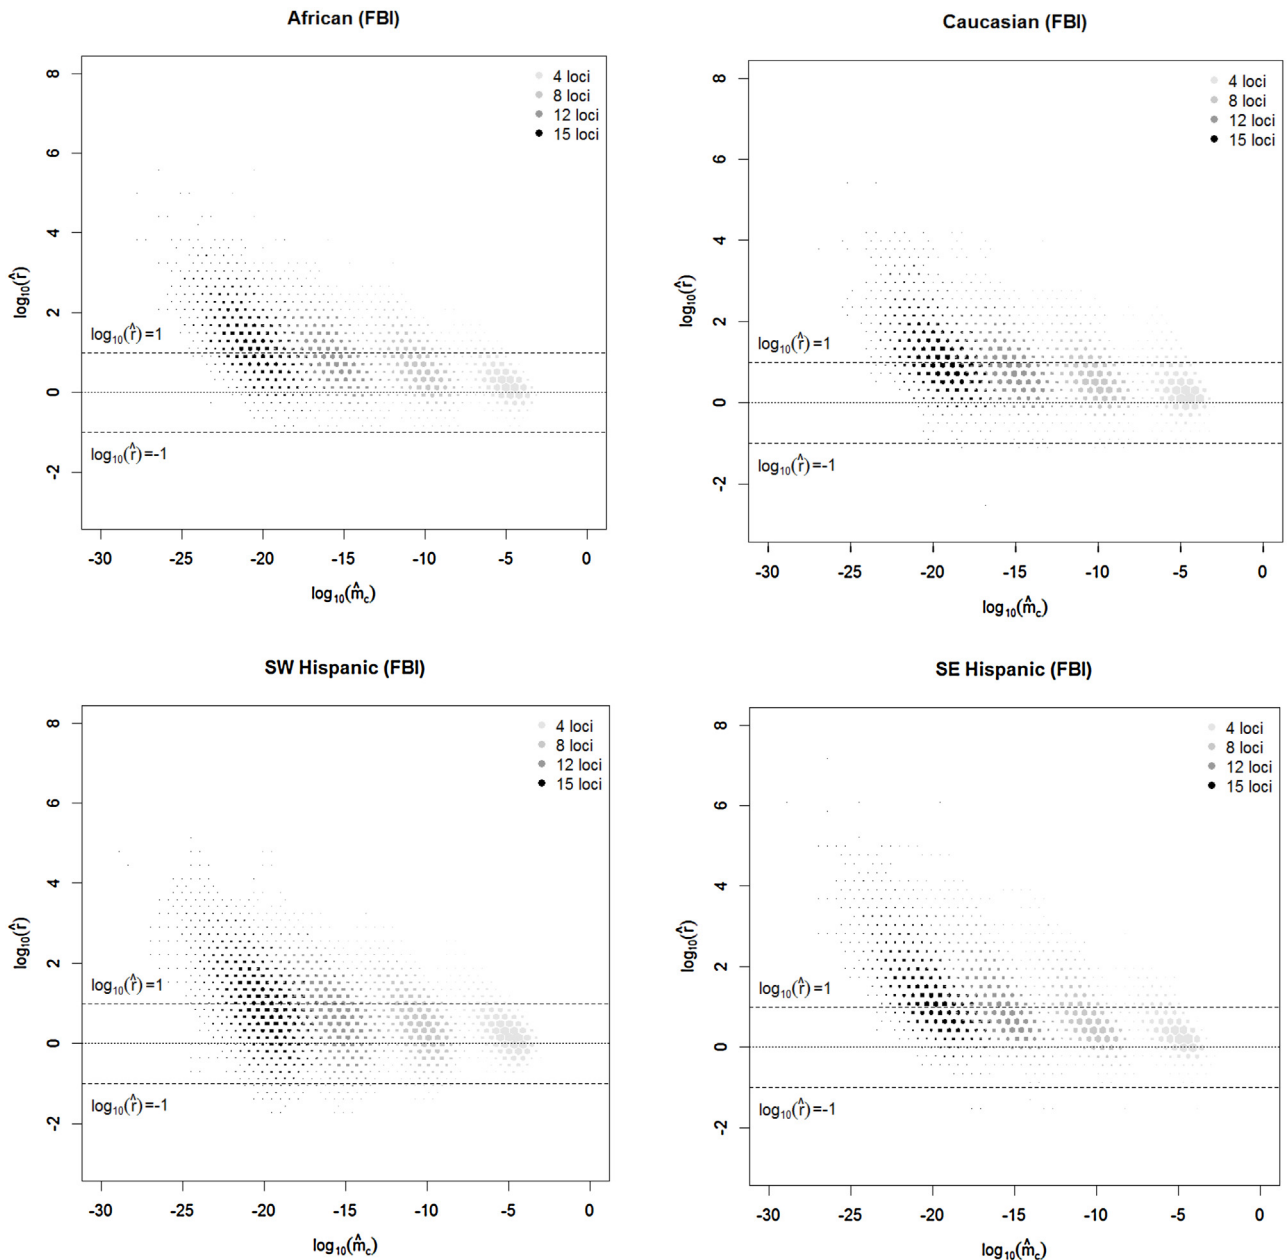 African (FBI)
8
6
4
2
0
-2
log10(r̂)
4 loci
8 loci
12 loci
15 loci
log10(r̂)=1
log10(r̂)=-1
-30 -25 -20 -15 -10 -5 0
log10(m̂c)
Caucasian (FBI)
8
6
4
2
0
-2
log10(r̂)
4 loci
8 loci
12 loci
15 loci
log10(r̂)=1
log10(r̂)=-1
-30 -25 -20 -15 -10 -5 0
log10(m̂c)
SW Hispanic (FBI)
8
6
4
2
0
-2
log10(r̂)
4 loci
8 loci
12 loci
15 loci
log10(r̂)=1
log10(r̂)=-1
-30 -25 -20 -15 -10 -5 0
log10(m̂c)
SE Hispanic (FBI)
8
6
4
2
0
-2
log10(r̂)
4 loci
8 loci
12 loci
15 loci
log10(r̂)=1
log10(r̂)=-1
-30 -25 -20 -15 -10 -5 0
log10(m̂c)